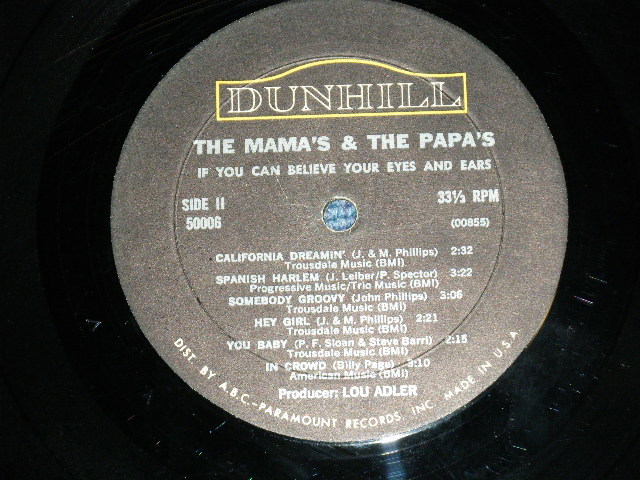 DUNHILL
THE MAMA'S & THE PAPA'S
IF YOU CAN BELIEVE YOUR EYES AND EARS
SIDE II 33⅓ RPM
50006 (00855)
CALIFORNIA DREAMIN' (J. & M. Phillips) 2:32
Trousdale Music (BMI)
SPANISH HARLEM (J. Leiber/P. Spector) 3:22
Progressive Music/Trio Music (BMI)
SOMEBODY GROOVY (John Phillips) 3:06
Trousdale Music (BMI)
HEY GIRL (J. & M. Phillips) 2:21
Trousdale Music (BMI)
YOU BABY (P. F. Sloan & Steve Barri) 2:15
Trousdale Music (BMI)
IN CROWD (Billy Page) 3:10
American Music (BMI)
Producer: LOU ADLER
DIST. BY A.B.C.-PARAMOUNT RECORDS, INC. MADE IN U.S.A.